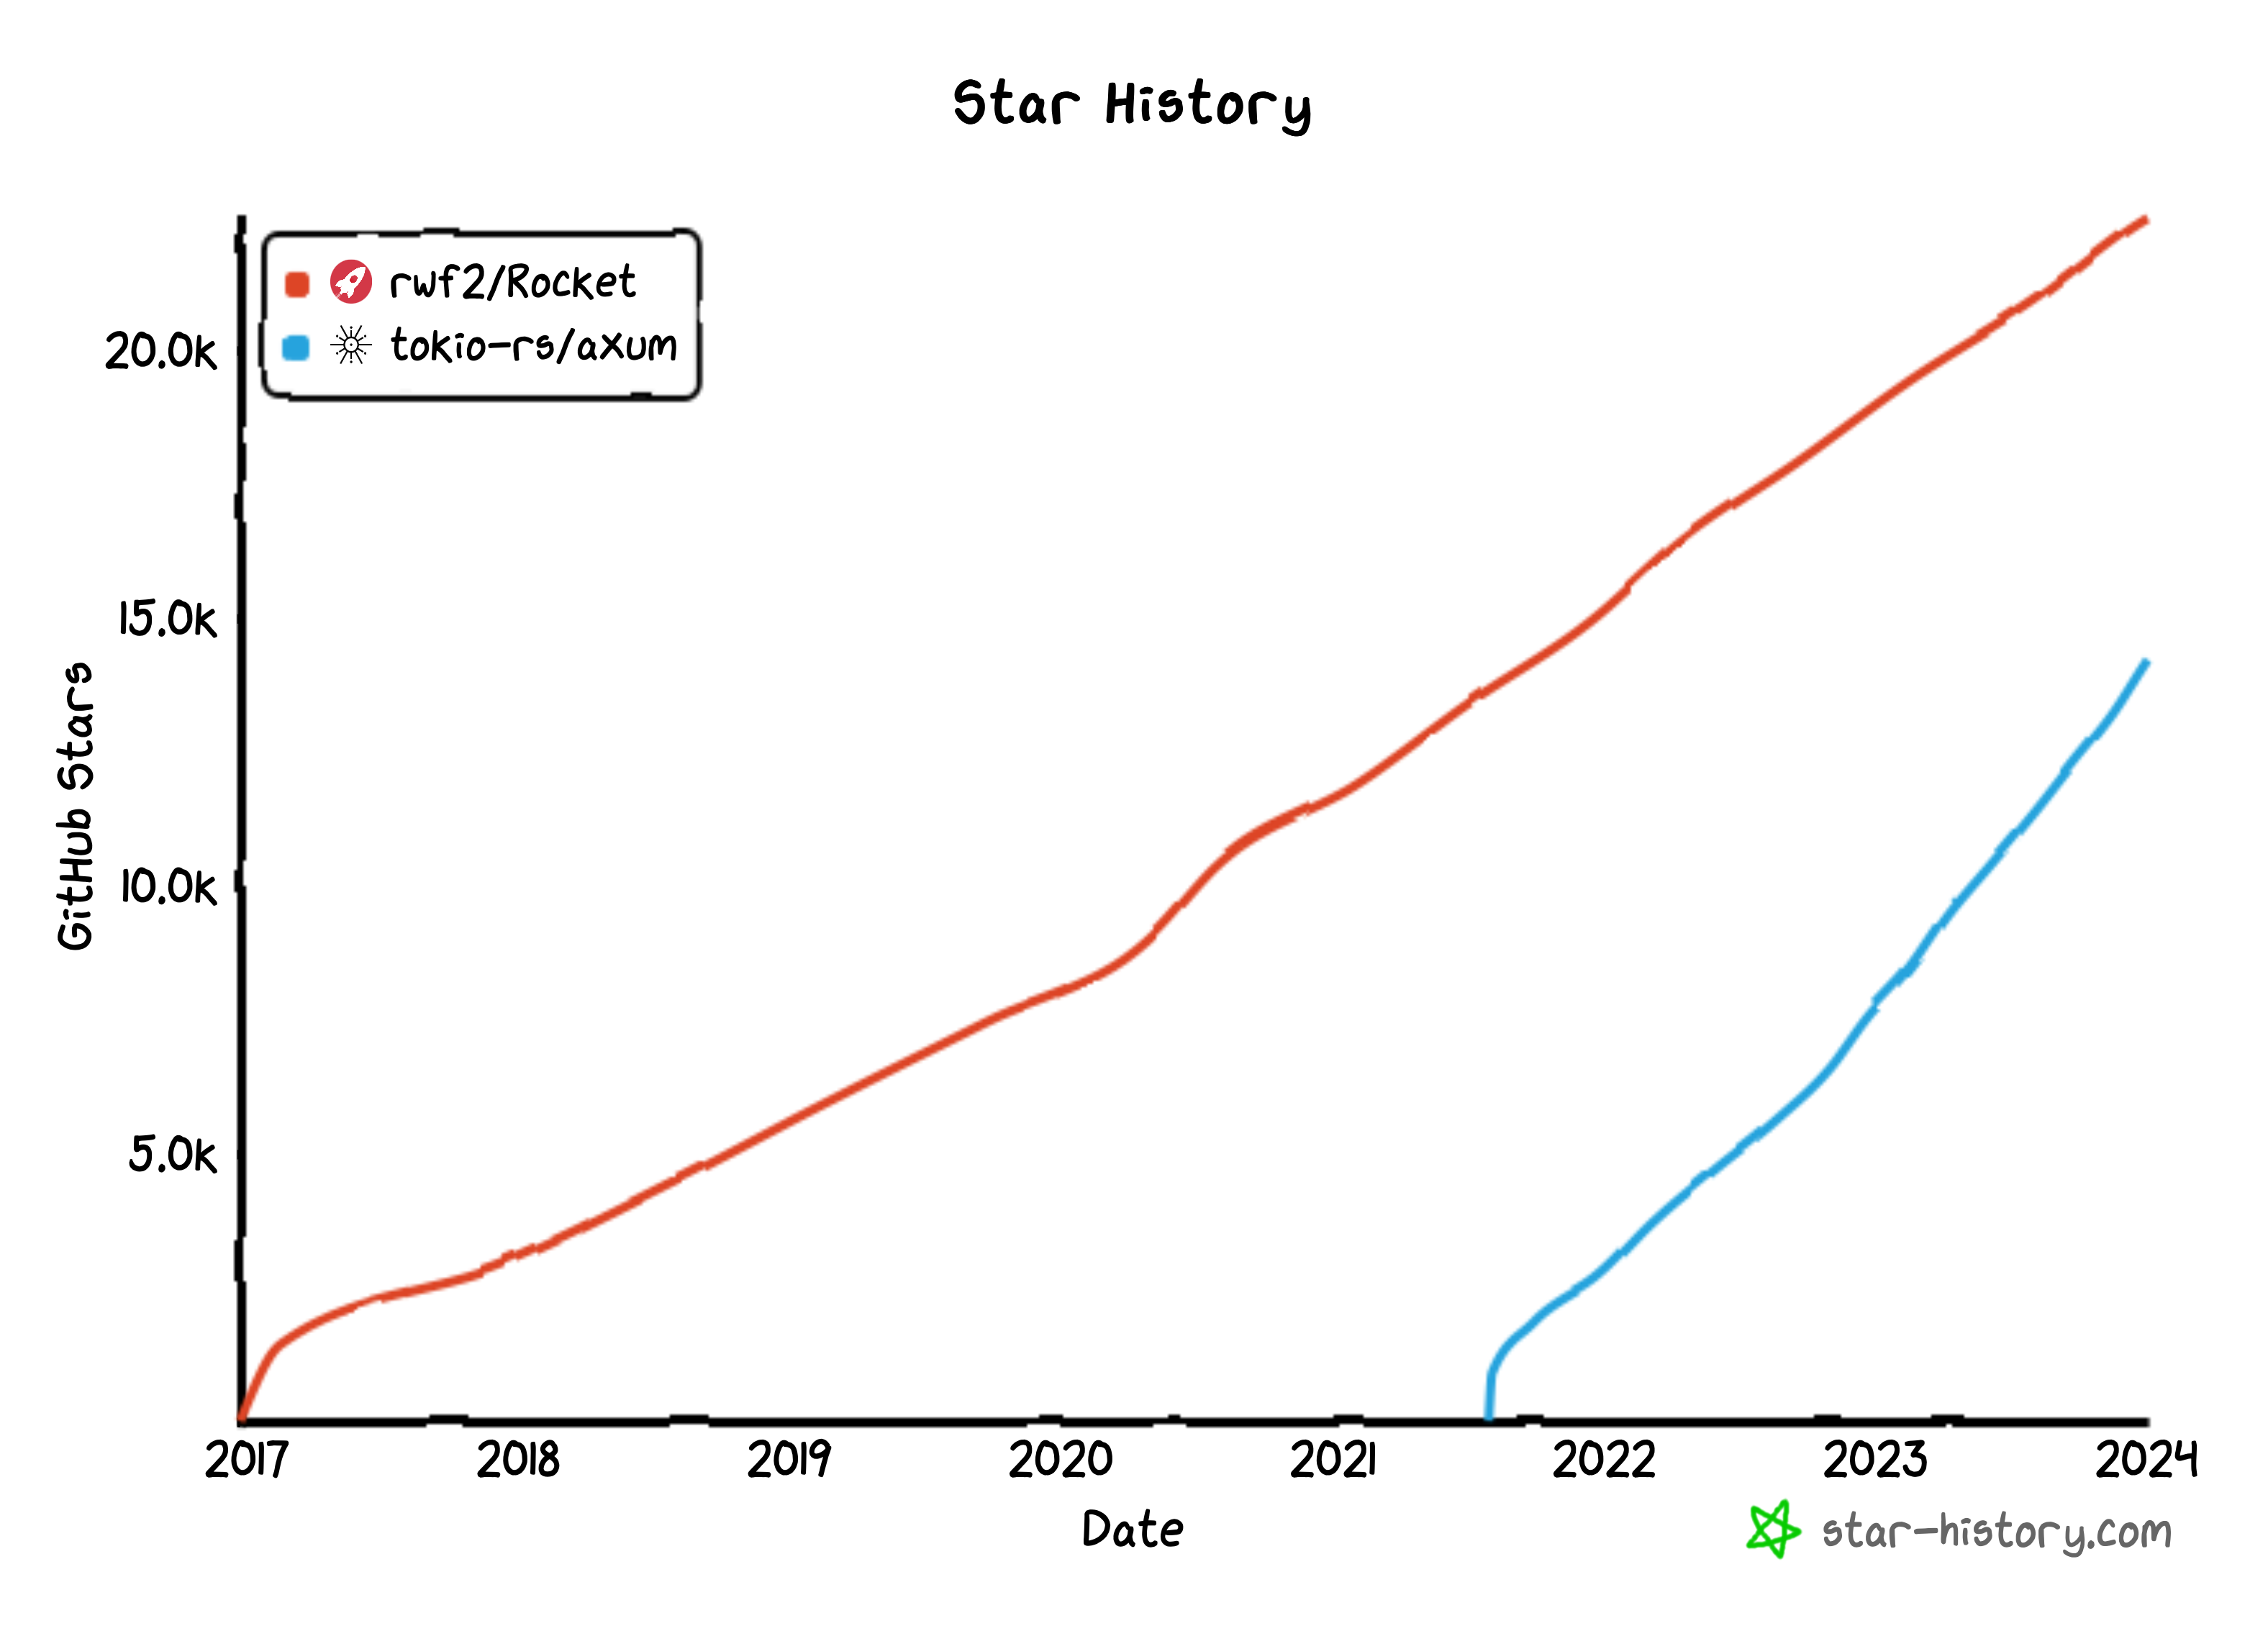 Star History
rwf2/Rocket
tokio-rs/axum
20.0k
15.0k
10.0k
5.0k
GitHub Stars
2017 2018 2019 2020 2021 2022 2023 2024
Date
star-history.com